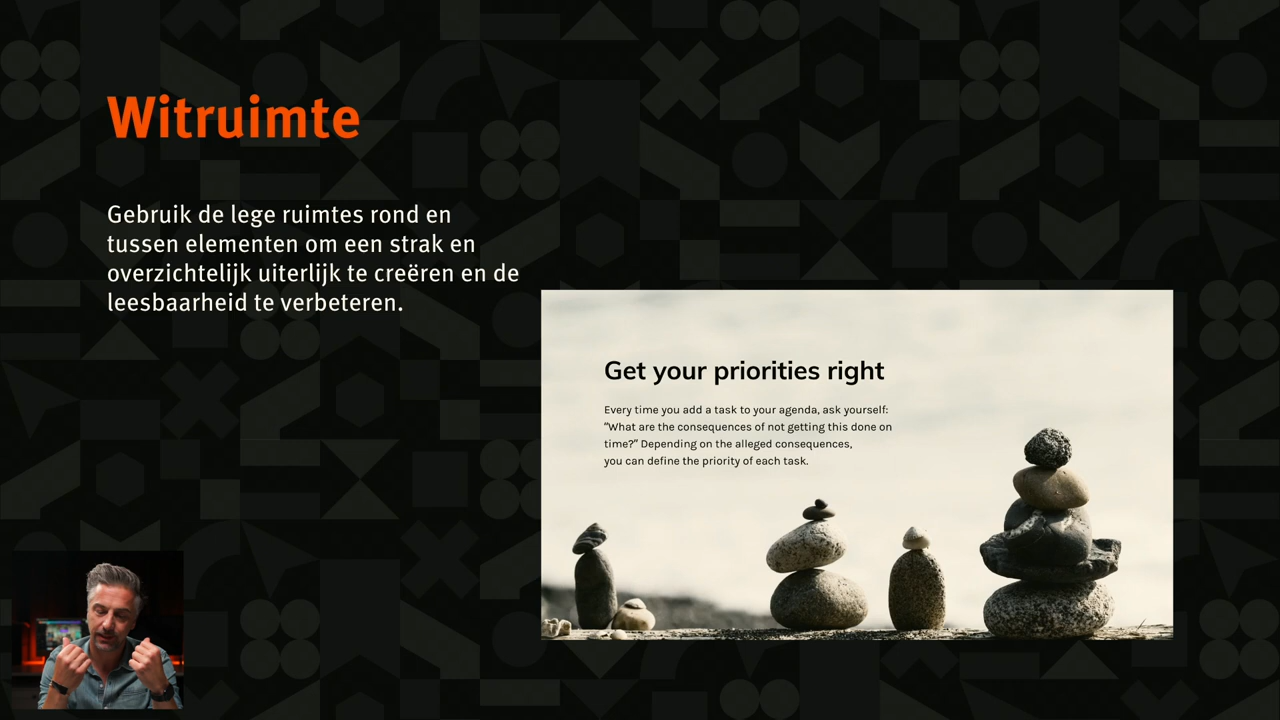 Witruimte
Gebruik de lege ruimtes rond en
tussen elementen om een strak en
overzichtelijk uiterlijk te creëren en de
leesbaarheid te verbeteren.
Get your priorities right
Every time you add a task to your agenda, ask yourself:
“What are the consequences of not getting this done on
time?” Depending on the alleged consequences,
you can define the priority of each task.